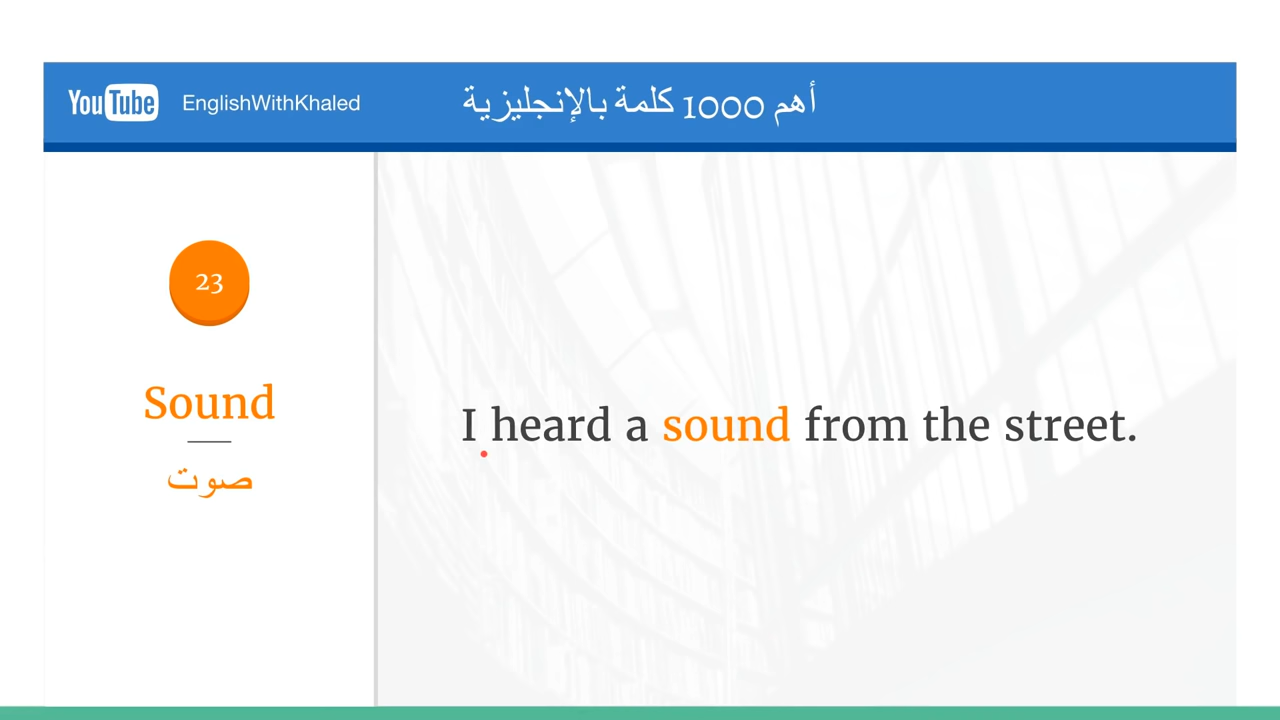 YouTube EnglishWithKhaled
أهم 1000 كلمة بالإنجليزية
23
Sound
صوت
I heard a sound from the street.